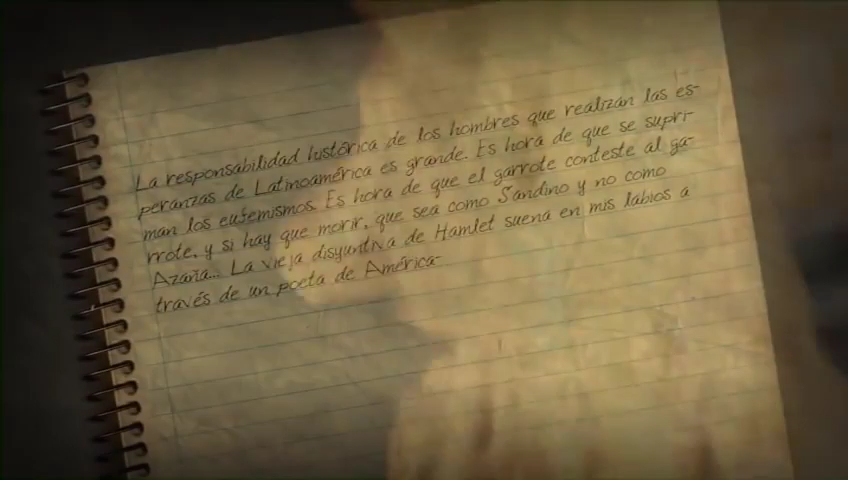 La responsabilidad histórica de los hombres que realizan las es-
peranzas de Latinoamérica es grande. Es hora de que se supri-
man los eufemismos. Es hora de que el garrote conteste al ga-
rrote, y si hay que morir, que sea como Sandino y no como
Azaña... La vieja disyuntiva de Hamlet suena en mis labios a
través de un poeta de América-